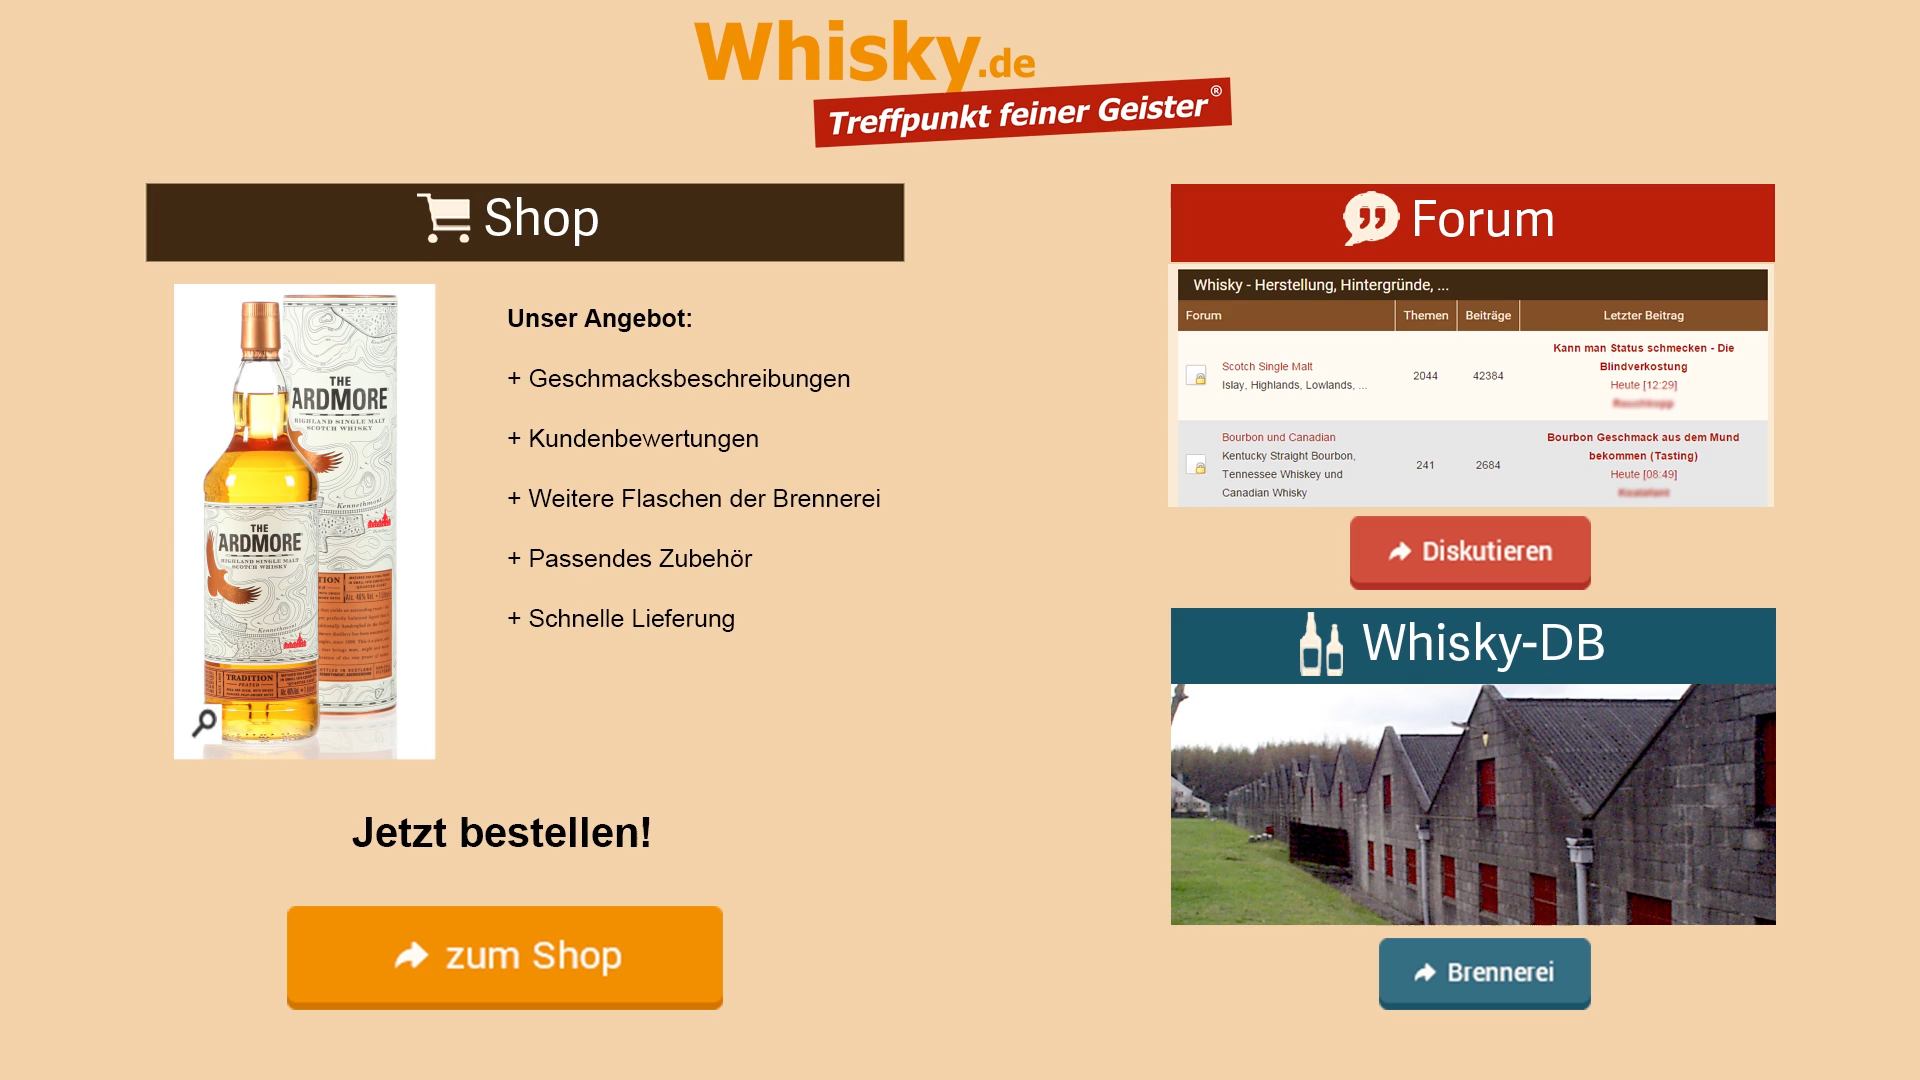 Whisky.de
Treffpunkt feiner Geister®
Shop
Unser Angebot:
+ Geschmacksbeschreibungen
+ Kundenbewertungen
+ Weitere Flaschen der Brennerei
+ Passendes Zubehör
+ Schnelle Lieferung
THE
ARDMORE
HIGHLAND SINGLE MALT
SCOTCH WHISKY
Kennethmont
THE
ARDMORE
HIGHLAND SINGLE MALT
SCOTCH WHISKY
Kennethmont
TRADITION
PEATED
Jetzt bestellen!
zum Shop
Forum
Whisky - Herstellung, Hintergründe, ...
Forum Themen Beiträge Letzter Beitrag
Scotch Single Malt
Islay, Highlands, Lowlands, ...
2044 42384
Kann man Status schmecken - Die
Blindverkostung
Heute [12:29]
Bourbon und Canadian
Kentucky Straight Bourbon,
Tennessee Whiskey und
Canadian Whisky
241 2684
Bourbon Geschmack aus dem Mund
bekommen (Tasting)
Heute [08:49]
Diskutieren
Whisky-DB
Brennerei